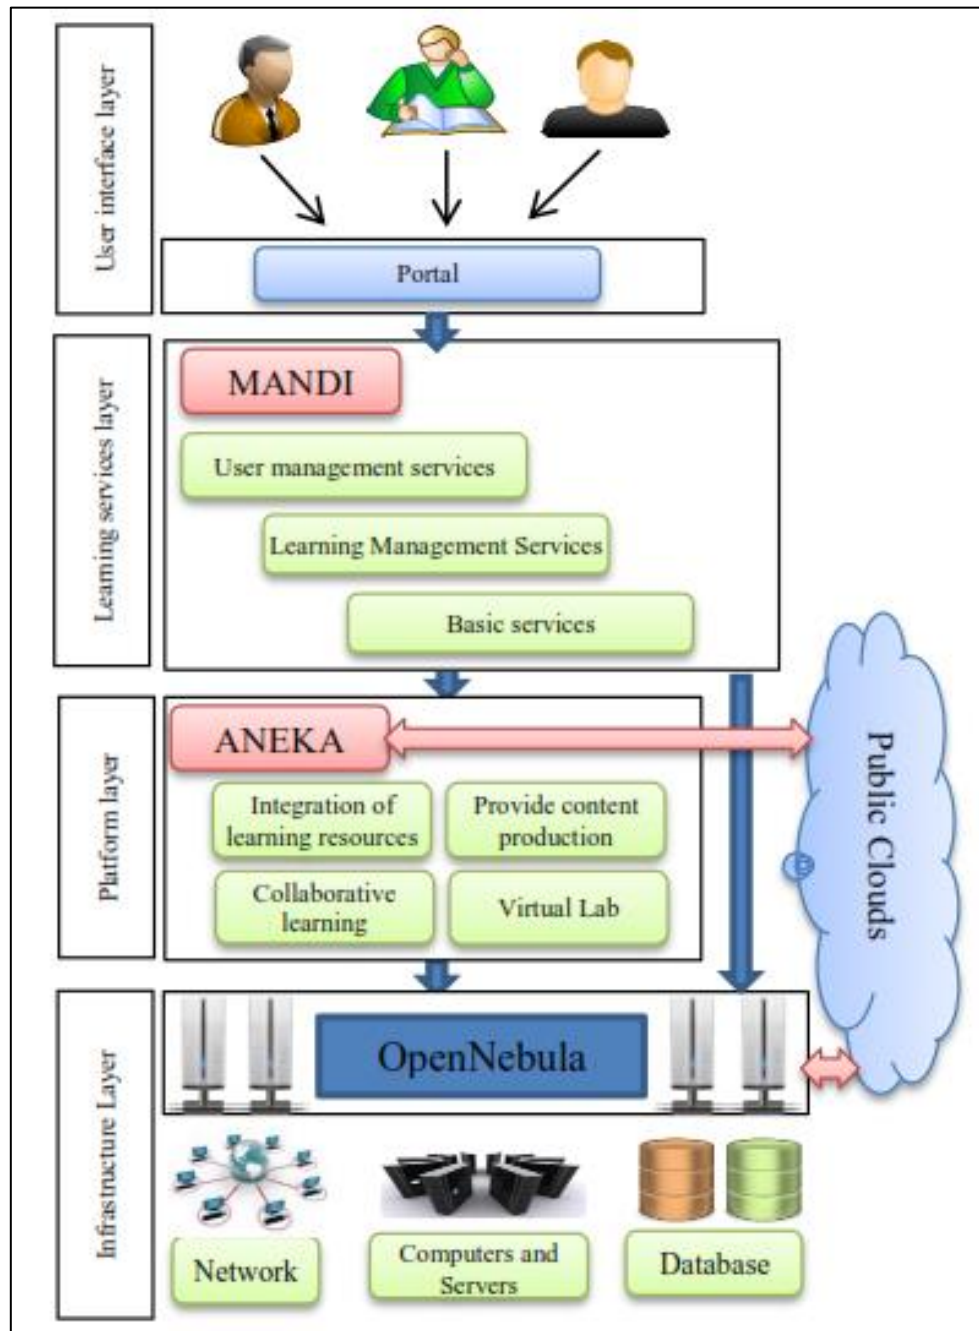 User interface layer
Portal
Learning services layer
MANDI
User management services
Learning Management Services
Basic services
Platform layer
ANEKA
Integration of
learning resources
Provide content
production
Collaborative
learning
Virtual Lab
Public Clouds
Infrastructure Layer
OpenNebula
Network
Computers and
Servers
Database